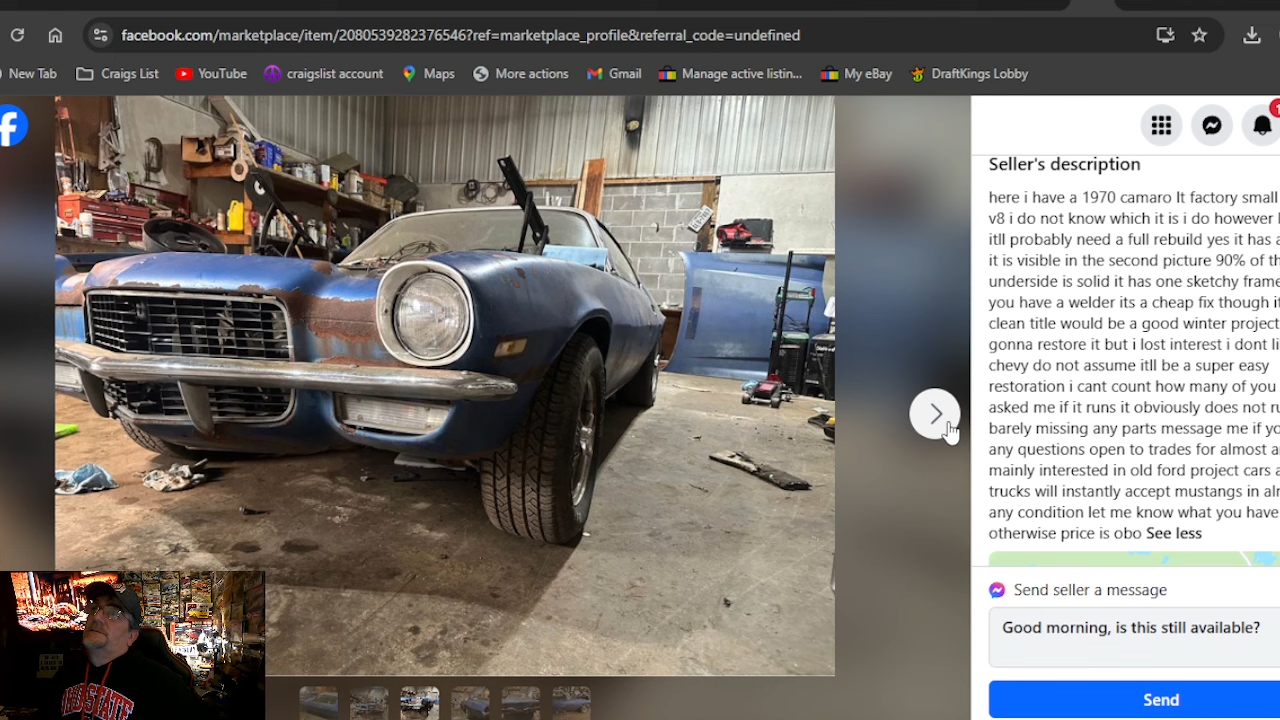 facebook.com/marketplace/item/2080539282376546?ref=marketplace_profile&referral_code=undefined
New Tab Craigs List YouTube craigslist account Maps More actions Gmail Manage active listin... My eBay DraftKings Lobby
Seller's description
here i have a 1970 camaro lt factory small
v8 i do not know which it is i do however
itll probably need a full rebuild yes it has a
it is visible in the second picture 90% of th
underside is solid it has one sketchy frame
you have a welder its a cheap fix though i
clean title would be a good winter project
gonna restore it but i lost interest i dont li
chevy do not assume itll be a super easy
restoration i cant count how many of you
asked me if it runs it obviously does not
barely missing any parts message me if yo
any questions open to trades for almost a
mainly interested in old ford project cars a
trucks will instantly accept mustangs in al
any condition let me know what you have
otherwise price is obo See less
Send seller a message
Good morning, is this still available?
Send
STATE